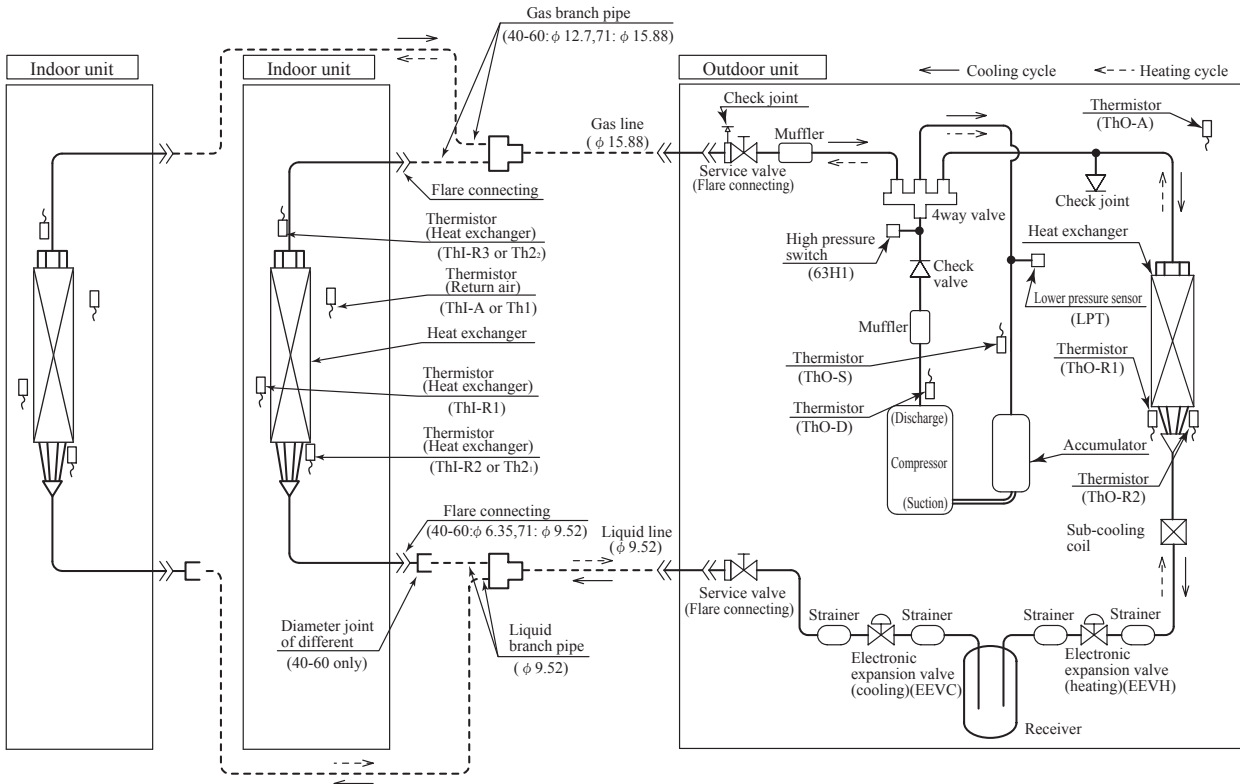 Gas branch pipe
(40-60: φ 12.7,71: φ 15.88)
Indoor unit
Indoor unit
Outdoor unit
Cooling cycle
Heating cycle
Check joint
Muffler
Thermistor
(ThO-A)
Gas line
(φ 15.88)
Service valve
(Flare connecting)
Flare connecting
4way valve
Check joint
Thermistor
(Heat exchanger)
(ThI-R3 or Th2₂)
High pressure
switch
(63H1)
Check
valve
Heat exchanger
Thermistor
(Return air)
(ThI-A or Th1)
Lower pressure sensor
(LPT)
Heat exchanger
Muffler
Thermistor
(ThO-S)
Thermistor
(ThO-R1)
Thermistor
(Heat exchanger)
(ThI-R1)
Thermistor
(ThO-D)
(Discharge)
Compressor
(Suction)
Thermistor
(Heat exchanger)
(ThI-R2 or Th2₁)
Accumulator
Thermistor
(ThO-R2)
Flare connecting
(40-60:φ 6.35,71: φ 9.52)
Liquid line
(φ 9.52)
Sub-cooling
coil
Service valve
(Flare connecting)
Diameter joint
of different
(40-60 only)
Liquid
branch pipe
( φ 9.52)
Strainer
Strainer
Strainer
Strainer
Electronic
expansion valve
(cooling)(EEVC)
Electronic
expansion valve
(heating)(EEVH)
Receiver